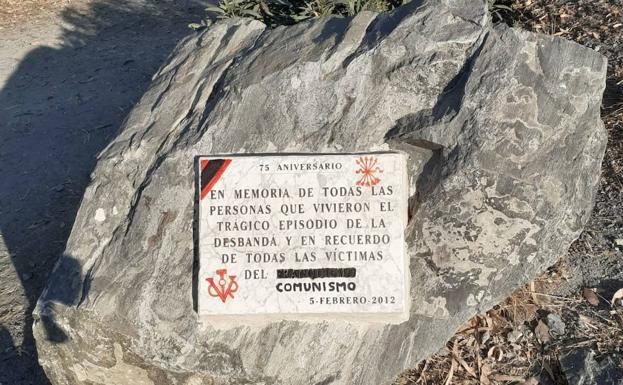 75 ANIVERSARIO
EN MEMORIA DE TODAS LAS
PERSONAS QUE VIVIERON EL
TRÁGICO EPISODIO DE LA
DESBANDÁ Y EN RECUERDO
DE TODAS LAS VÍCTIMAS
DEL
COMUNISMO
5-FEBRERO-2012